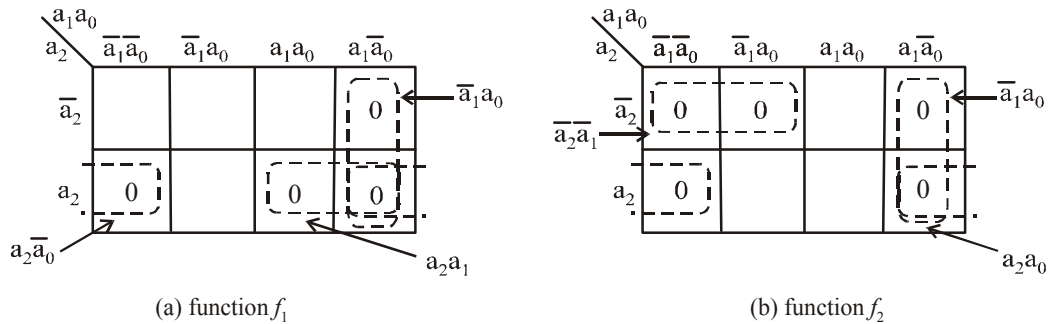 a₁a₀
a₂
a̅₁a̅₀ a̅₁a₀ a₁a₀ a₁a̅₀
a̅₂ 0 a̅₁a₀
a₂ 0 0 0
a₂a̅₀
a₂a₁
(a) function f₁
a₁a₀
a₂
a̅₁a̅₀ a̅₁a₀ a₁a₀ a₁a̅₀
a̅₂ 0 0 0 a̅₁a₀
a̅₂a̅₁
a₂ 0 0
a₂a₀
(b) function f₂